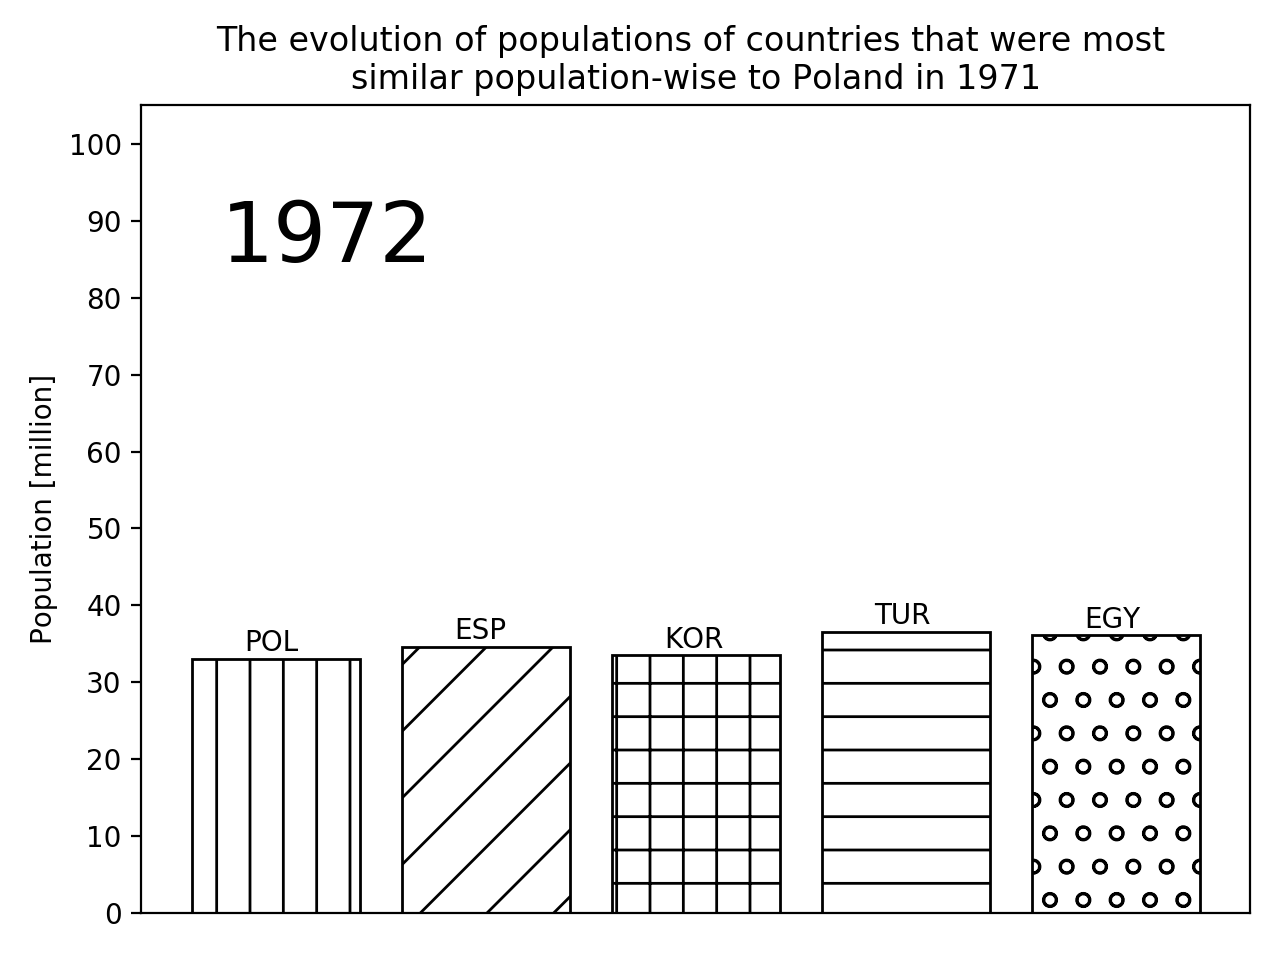 The evolution of populations of countries that were most
similar population-wise to Poland in 1971
100
90
80
70
60
50
40
30
20
10
0
Population [million]
1972
POL
ESP
KOR
TUR
EGY